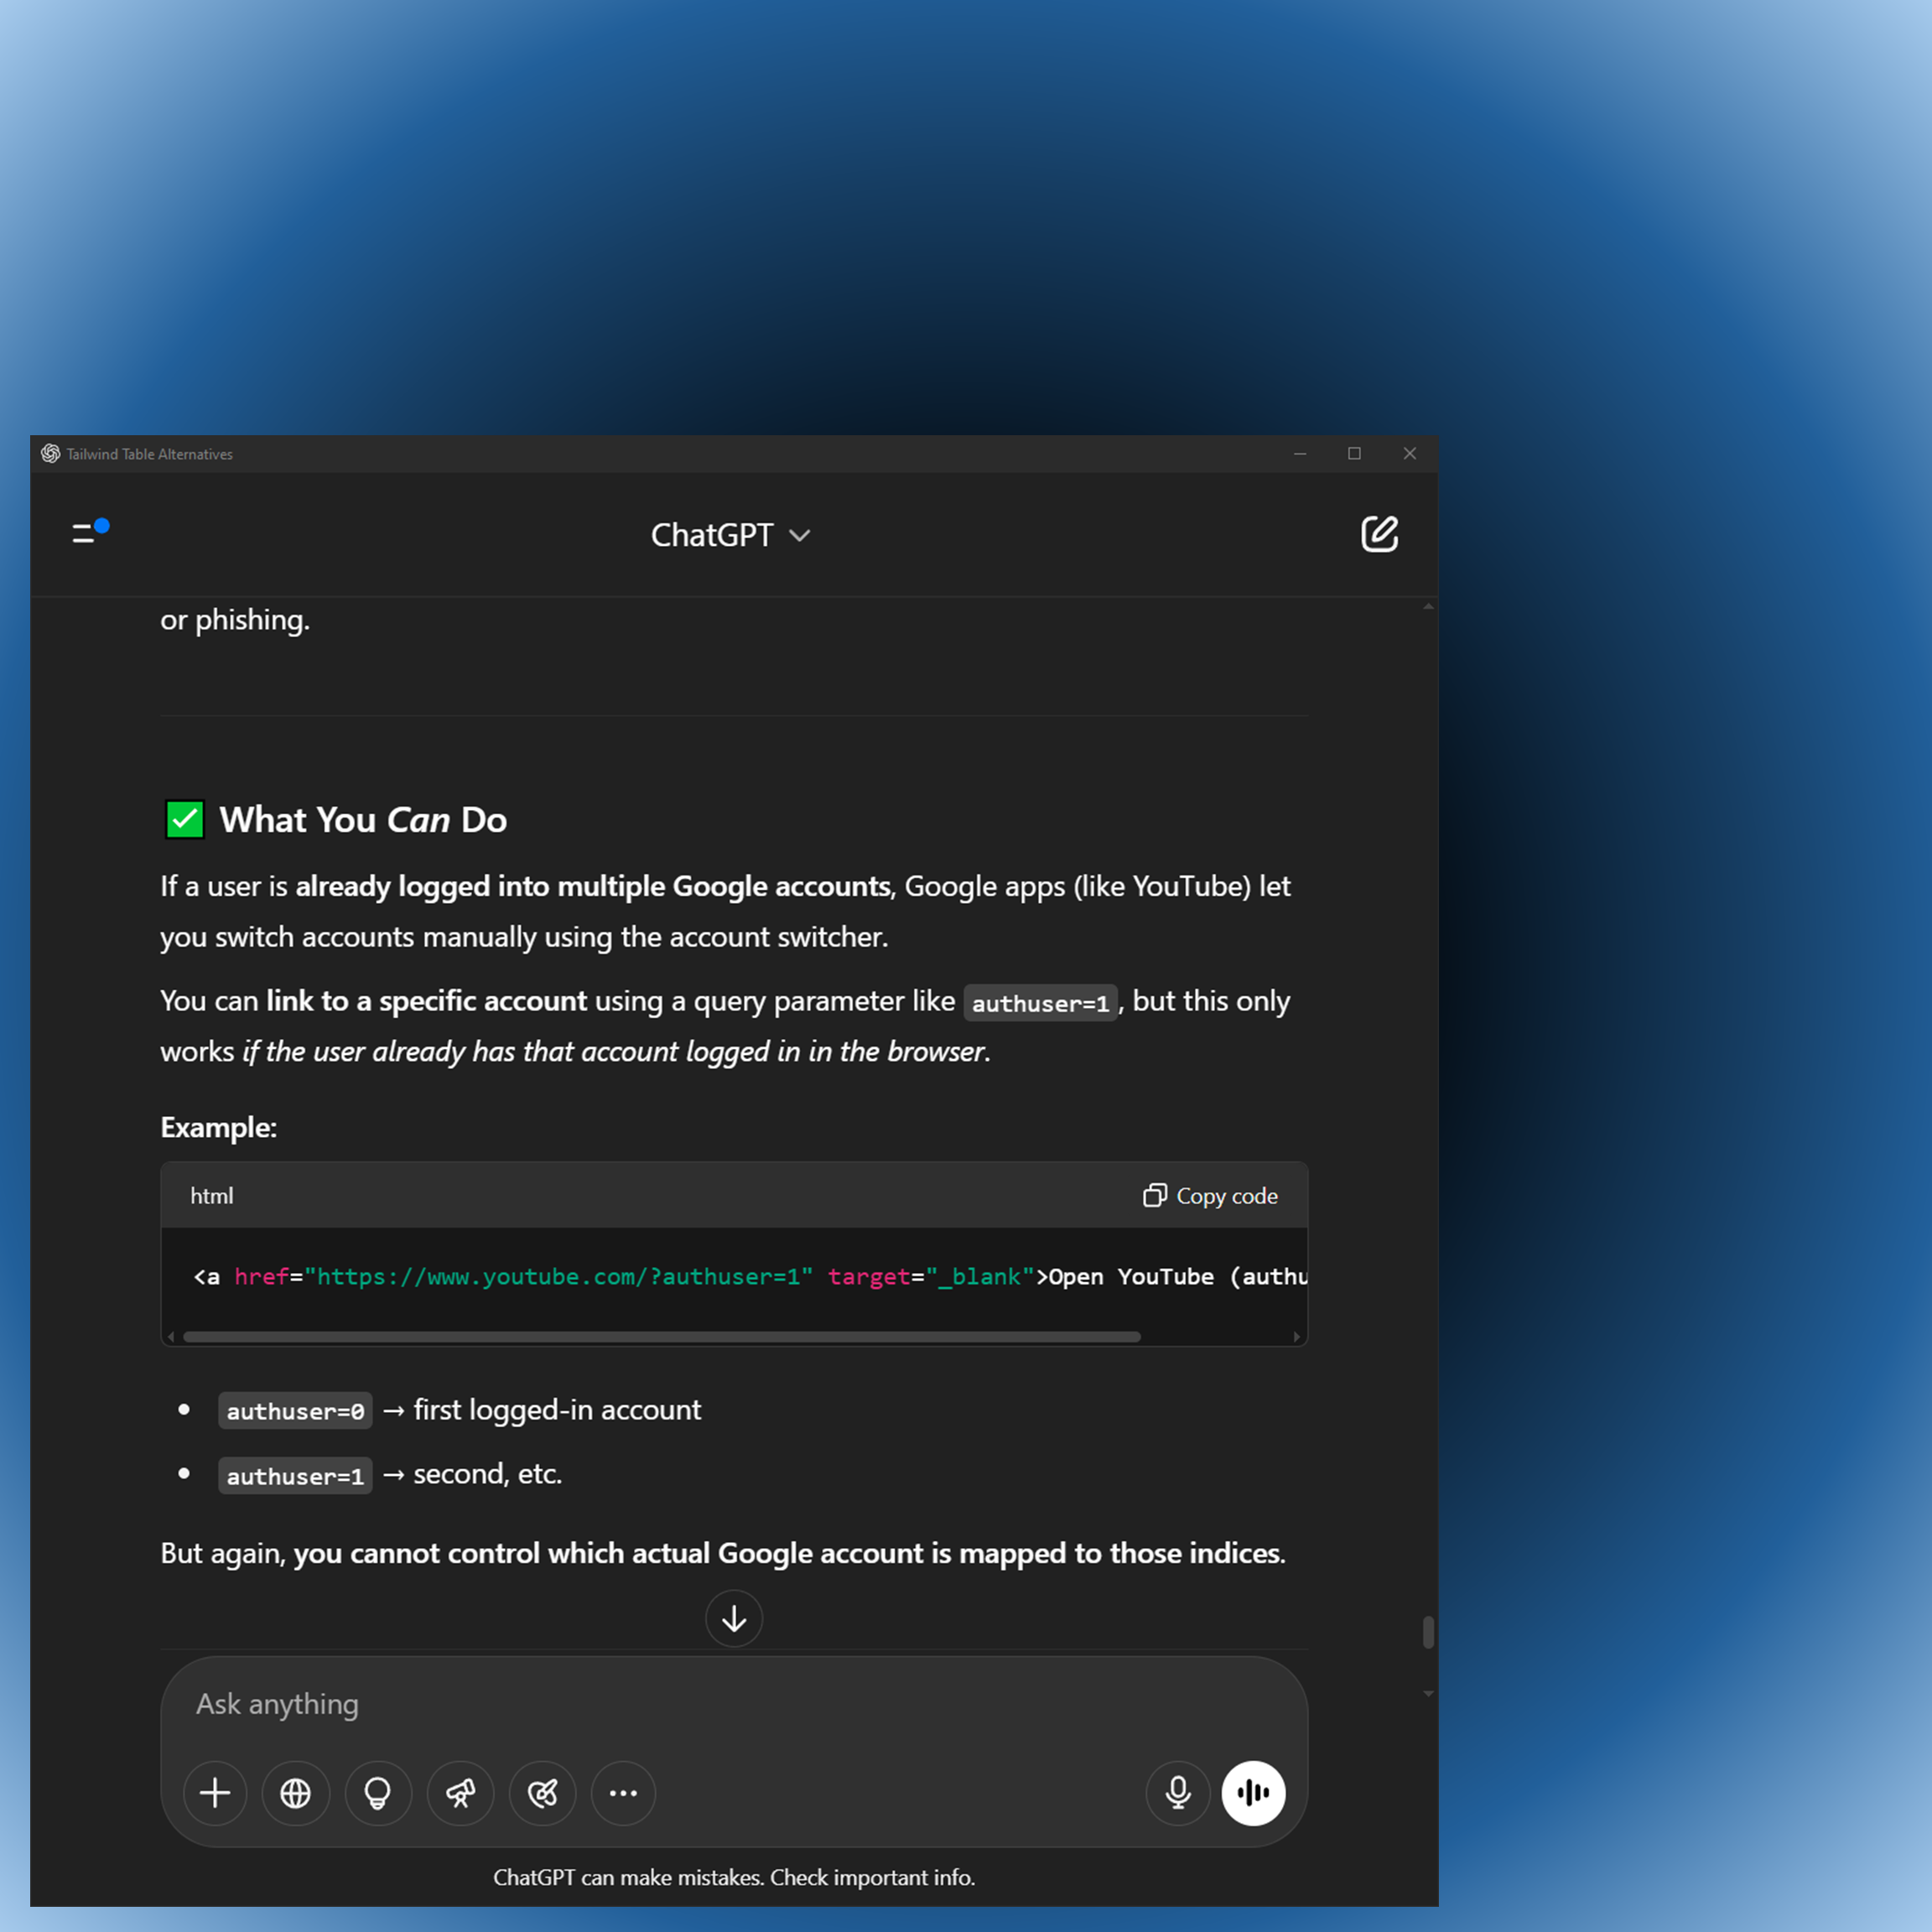 Tailwind Table Alternatives
ChatGPT
or phishing.
✅ What You Can Do
If a user is already logged into multiple Google accounts, Google apps (like YouTube) let
you switch accounts manually using the account switcher.
You can link to a specific account using a query parameter like authuser=1, but this only
works if the user already has that account logged in in the browser.
Example:
html
Copy code
<a href="https://www.youtube.com/?authuser=1" target="_blank">Open YouTube (authu
• authuser=0 → first logged-in account
• authuser=1 → second, etc.
But again, you cannot control which actual Google account is mapped to those indices.
Ask anything
ChatGPT can make mistakes. Check important info.